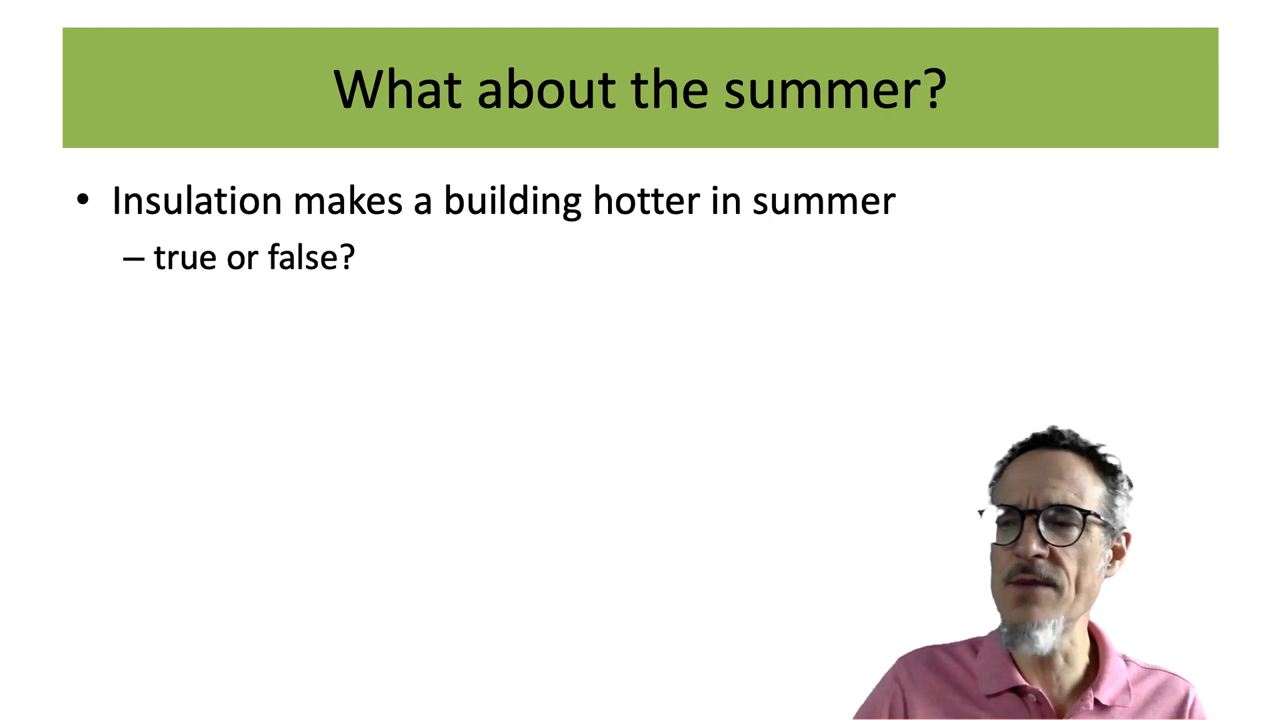 What about the summer?
• Insulation makes a building hotter in summer
– true or false?